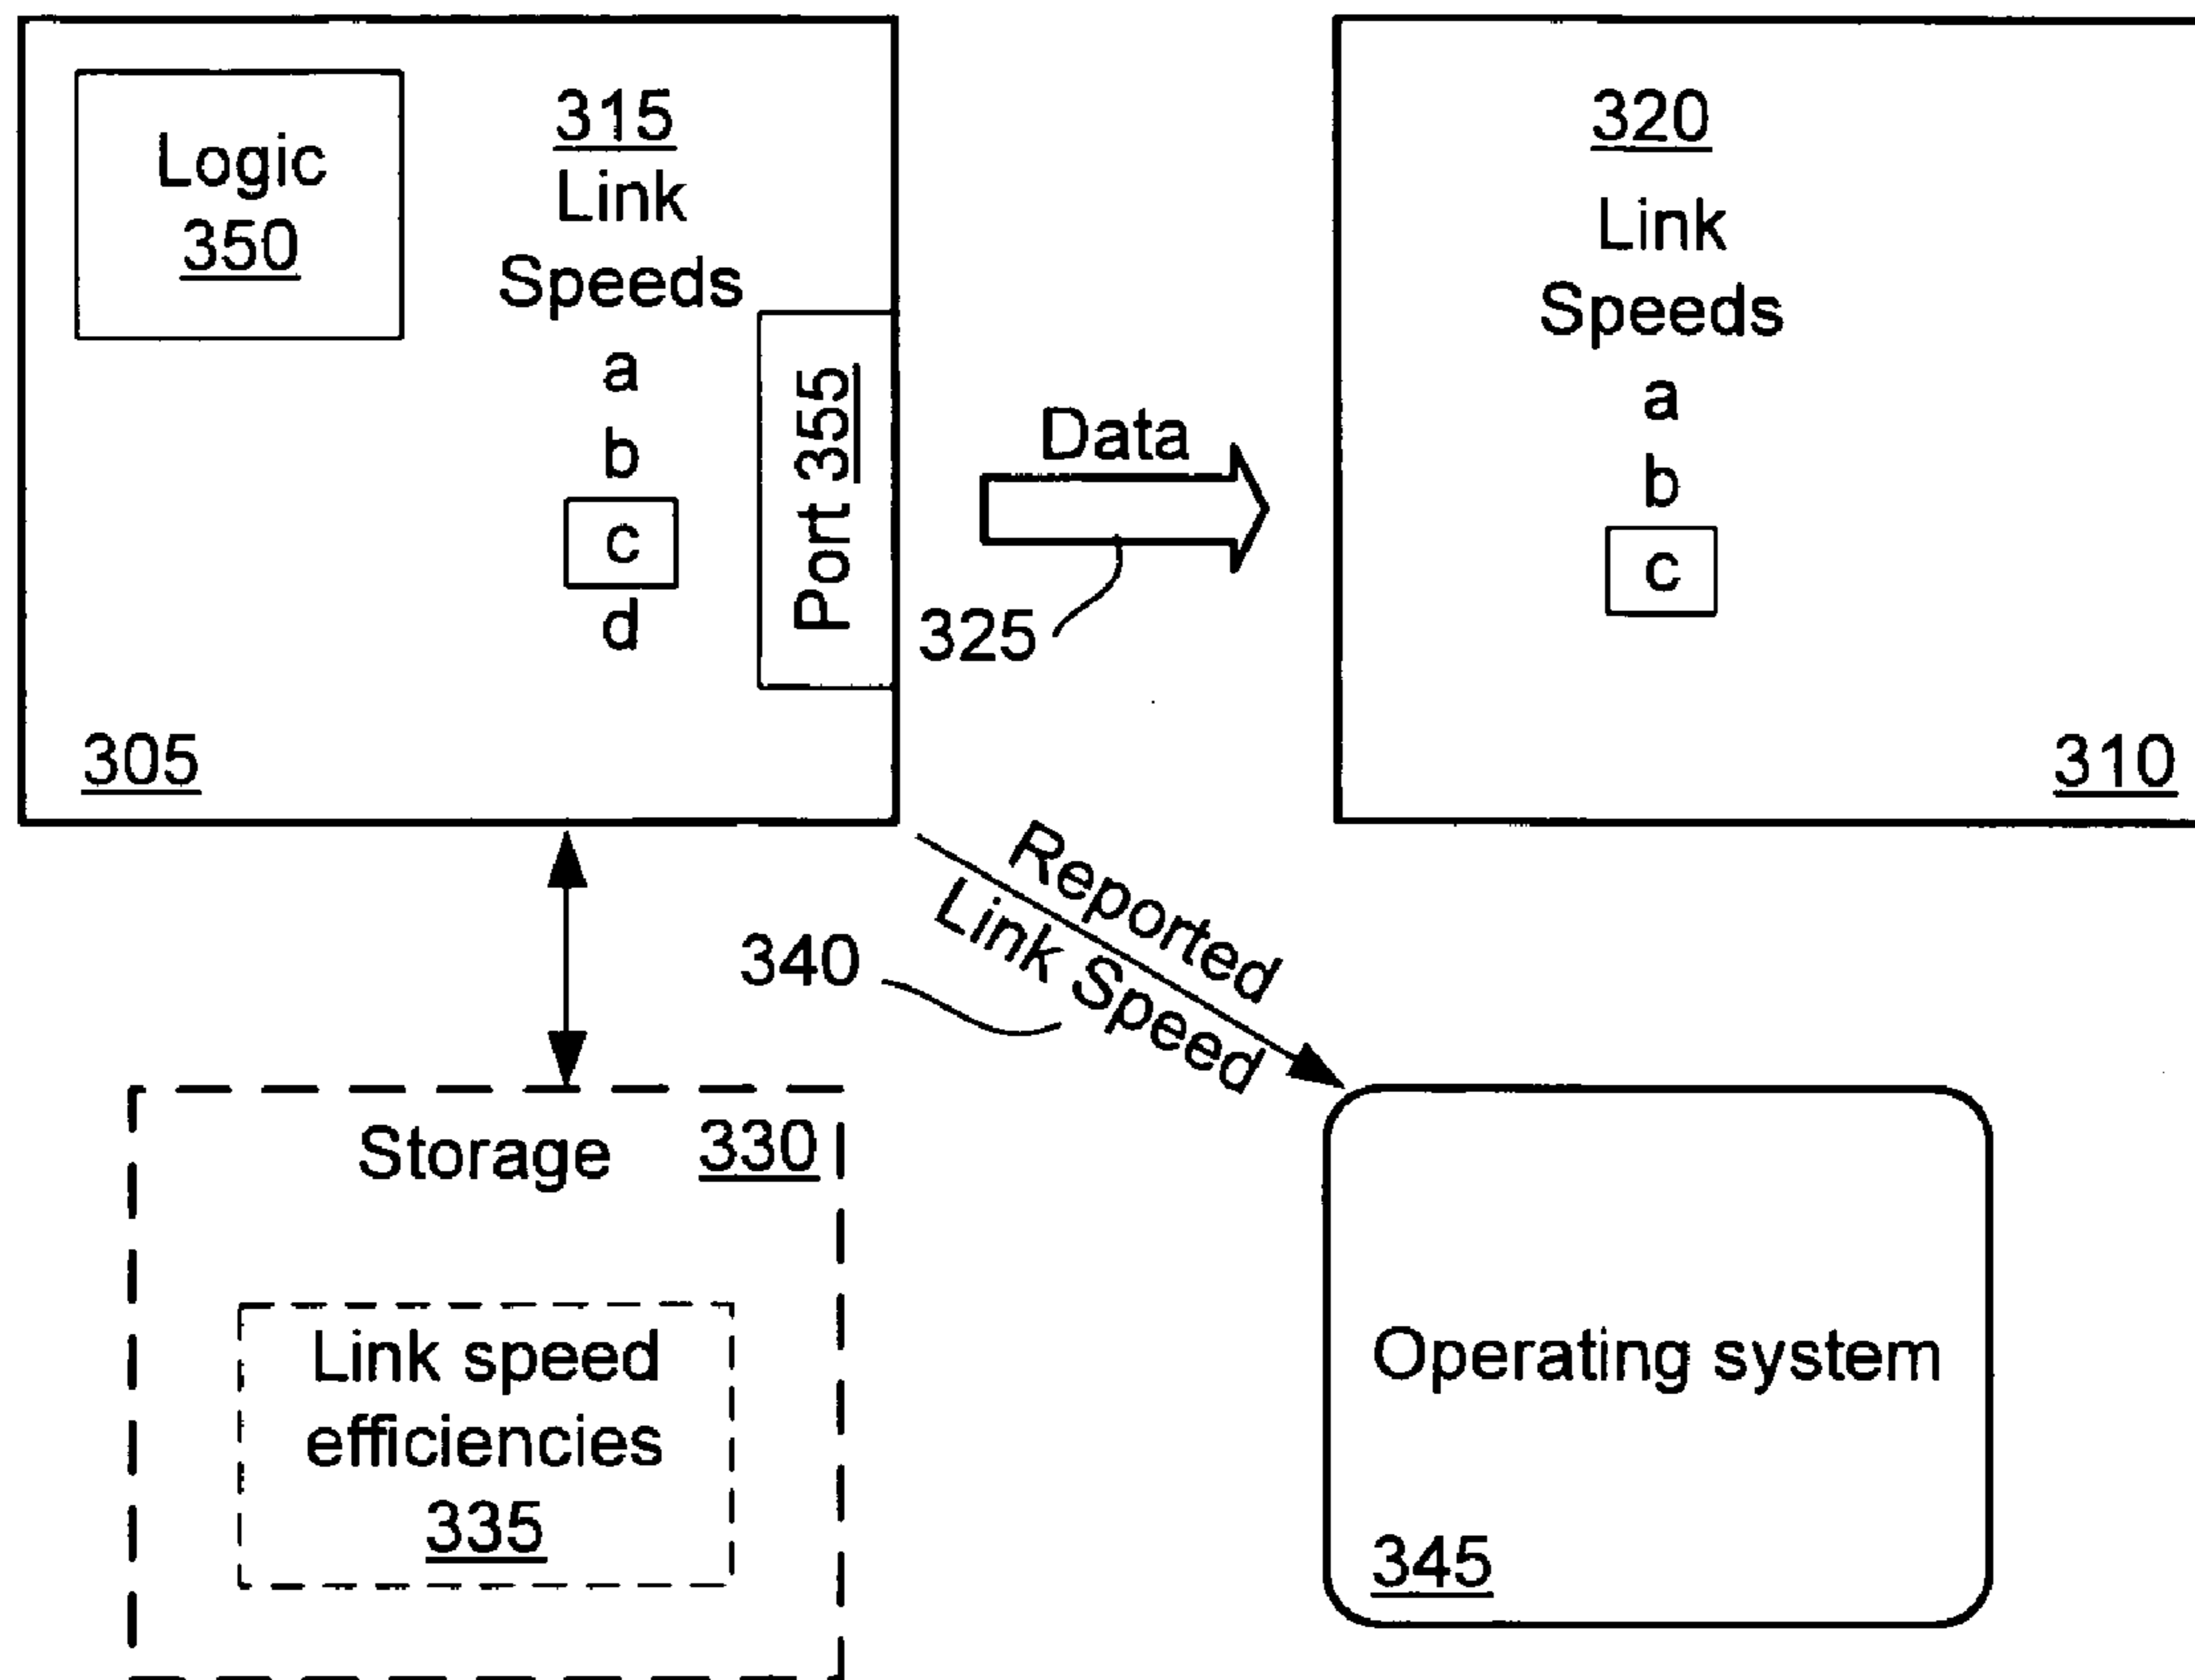 Logic
350
315
Link
Speeds
a
b
c
d
Port 355
305
Data
325
320
Link
Speeds
a
b
c
310
Reported
Link Speed
340
Storage
330
Link speed
efficiencies
335
Operating system
345